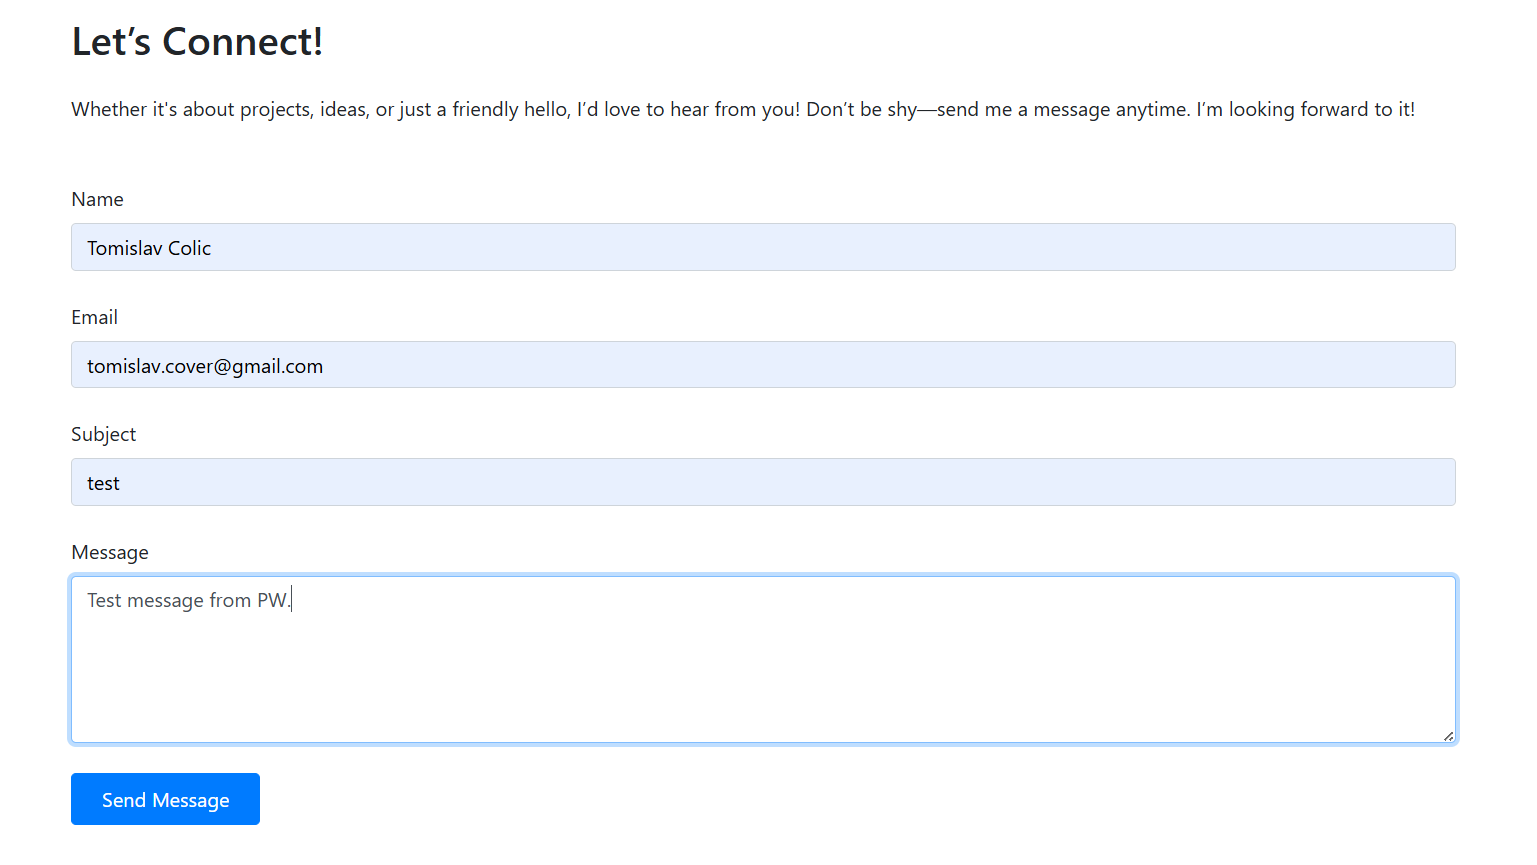 Let’s Connect!
Whether it's about projects, ideas, or just a friendly hello, I’d love to hear from you! Don’t be shy—send me a message anytime. I’m looking forward to it!
Name
Tomislav Colic
Email
tomislav.cover@gmail.com
Subject
test
Message
Test message from PW.
Send Message